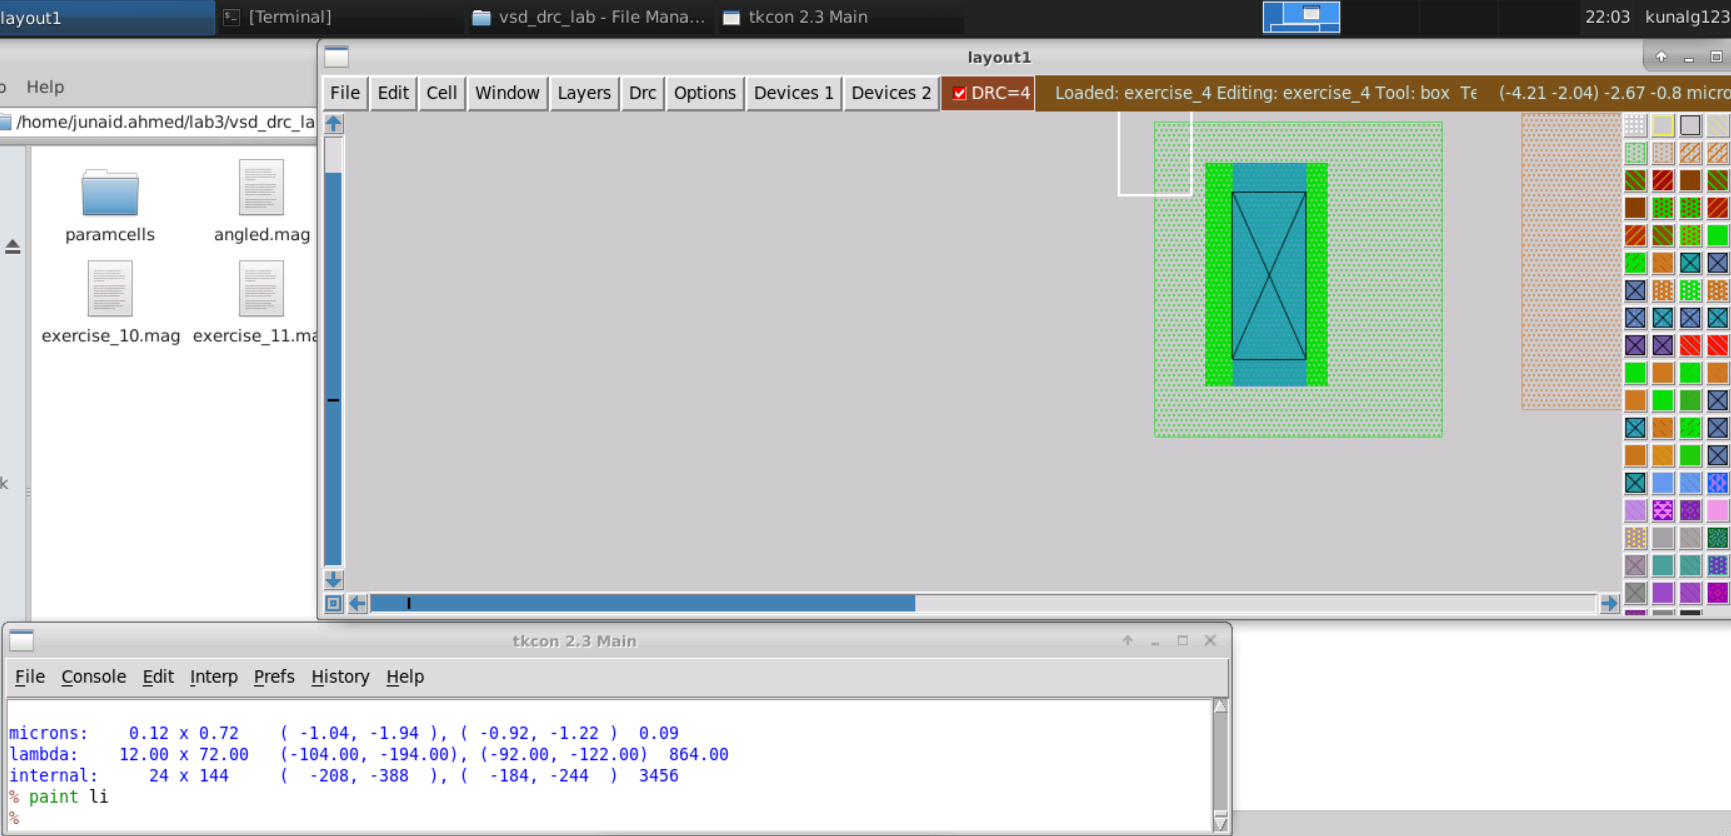 layout1
[Terminal]
vsd_drc_lab - File Mana...
tkcon 2.3 Main
22:03 kunalg123
layout1
Help
File Edit Cell Window Layers Drc Options Devices 1 Devices 2 DRC=4 Loaded: exercise_4 Editing: exercise_4 Tool: box Te (-4.21 -2.04) -2.67 -0.8 micro
/home/junaid.ahmed/lab3/vsd_drc_la
paramcells
angled.mag
exercise_10.mag
exercise_11.ma
k
tkcon 2.3 Main
File Console Edit Interp Prefs History Help
microns: 0.12 x 0.72 ( -1.04, -1.94 ), ( -0.92, -1.22 ) 0.09
lambda: 12.00 x 72.00 (-104.00, -194.00), (-92.00, -122.00) 864.00
internal: 24 x 144 ( -208, -388 ), ( -184, -244 ) 3456
% paint li
%